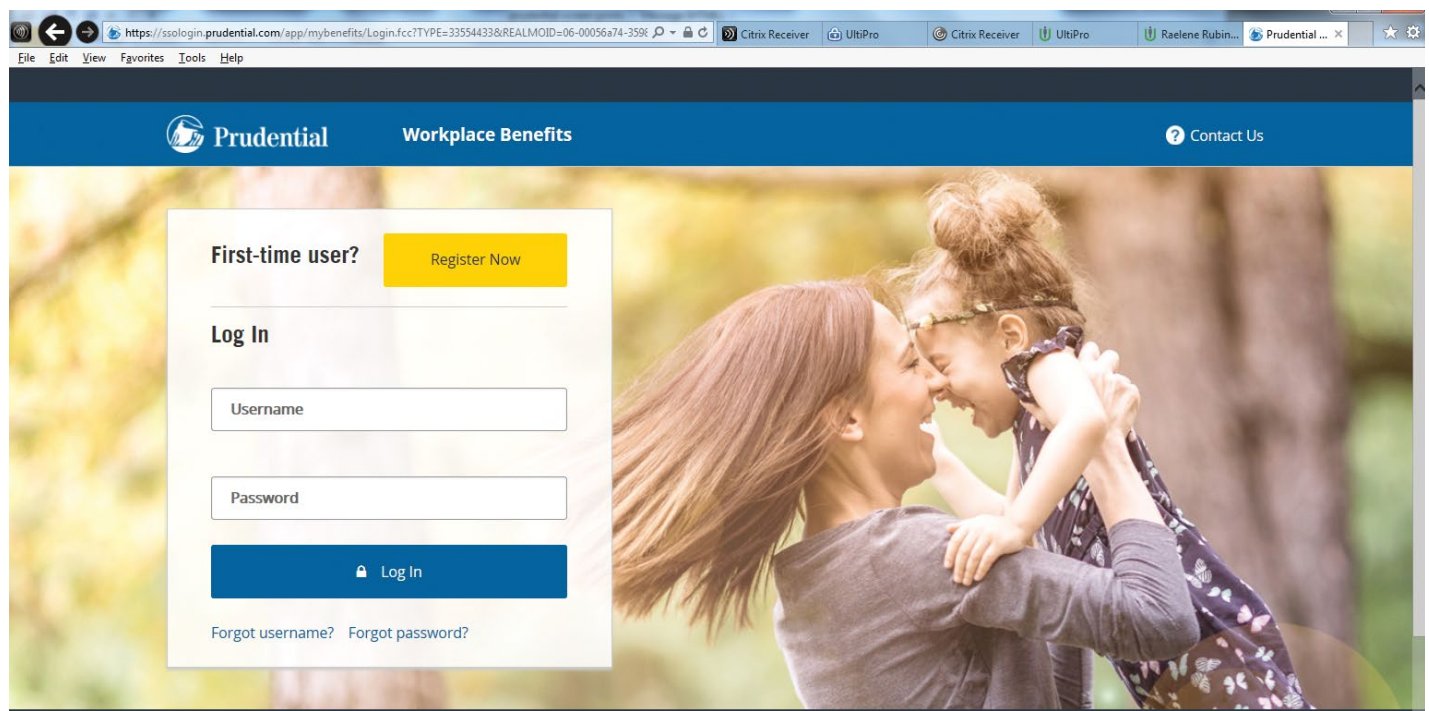 https://ssologin.prudential.com/app/mybenefits/Login.fcc?TYPE=33554433&REALMOID=06-00056a74-359
Citrix Receiver
UltiPro
Citrix Receiver
UltiPro
Raelene Rubin...
Prudential ...
File Edit View Favorites Tools Help
Prudential
Workplace Benefits
? Contact Us
First-time user?
Register Now
Log In
Username
Password
Log In
Forgot username? Forgot password?